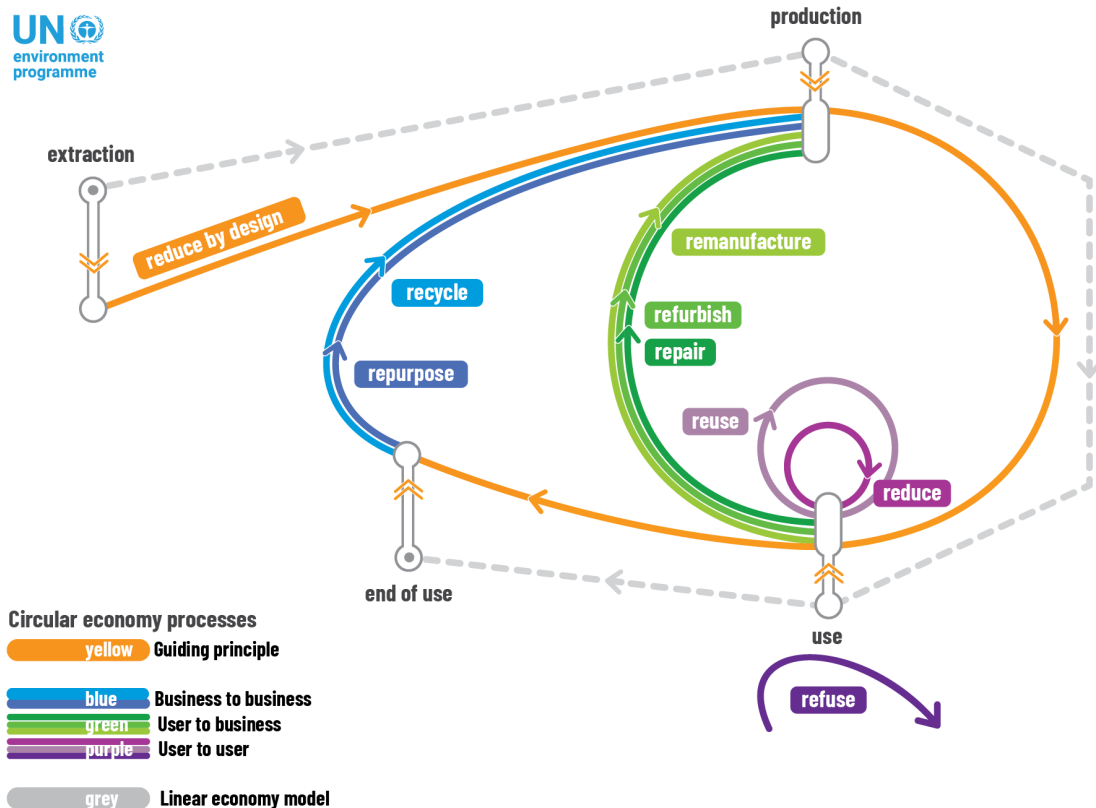 UN
environment
programme
production
extraction
reduce by design
remanufacture
recycle
refurbish
repair
repurpose
reuse
reduce
end of use
use
refuse
Circular economy processes
yellow Guiding principle
blue Business to business
green User to business
purple User to user
grey Linear economy model